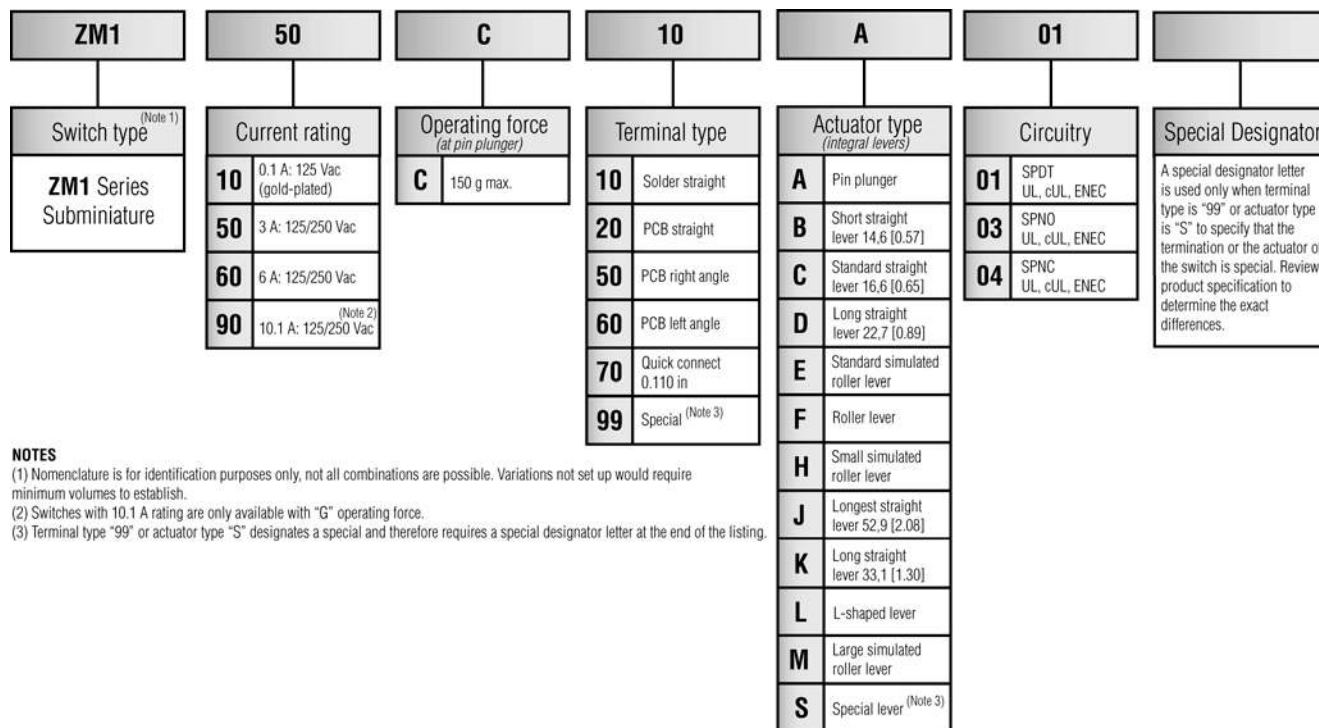 ZM1
50
C
10
A
01
Switch type (Note 1)
ZM1 Series
Subminiature
Current rating
10
0.1 A: 125 Vac
(gold-plated)
50
3 A: 125/250 Vac
60
6 A: 125/250 Vac
90
(Note 2)
10.1 A: 125/250 Vac
Operating force
(at pin plunger)
C
150 g max.
Terminal type
10
Solder straight
20
PCB straight
50
PCB right angle
60
PCB left angle
70
Quick connect
0.110 in
99
Special (Note 3)
Actuator type
(integral levers)
A
Pin plunger
B
Short straight
lever 14,6 [0.57]
C
Standard straight
lever 16,6 [0.65]
D
Long straight
lever 22,7 [0.89]
E
Standard simulated
roller lever
F
Roller lever
H
Small simulated
roller lever
J
Longest straight
lever 52,9 [2.08]
K
Long straight
lever 33,1 [1.30]
L
L-shaped lever
M
Large simulated
roller lever
S
Special lever (Note 3)
Circuitry
01
SPDT
UL, cUL, ENEC
03
SPNO
UL, cUL, ENEC
04
SPNC
UL, cUL, ENEC
Special Designator
A special designator letter
is used only when terminal
type is “99” or actuator type
is “S” to specify that the
termination or the actuator of
the switch is special. Review
product specification to
determine the exact
differences.
NOTES
(1) Nomenclature is for identification purposes only, not all combinations are possible. Variations not set up would require
minimum volumes to establish.
(2) Switches with 10.1 A rating are only available with “G” operating force.
(3) Terminal type “99” or actuator type “S” designates a special and therefore requires a special designator letter at the end of the listing.